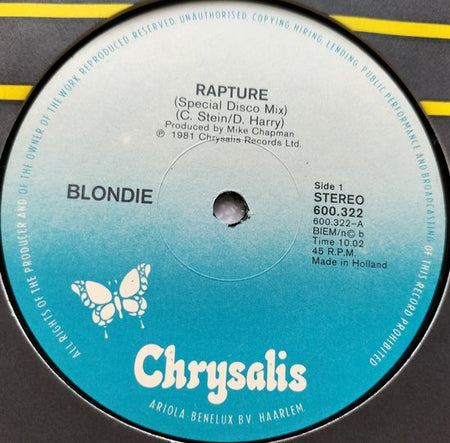 ALL RIGHTS OF THE PRODUCER AND OF THE OWNER OF THE WORK REPRODUCED RESERVED. UNAUTHORISED COPYING, HIRING, LENDING, PUBLIC PERFORMANCE AND BROADCASTING OF THIS RECORD PROHIBITED
RAPTURE
(Special Disco Mix)
(C. Stein/D. Harry)
Produced by Mike Chapman
℗ 1981 Chrysalis Records Ltd.
BLONDIE
Side 1
STEREO
600.322
600.322-A
BIEM/n© b
Time 10.02
45 R.P.M.
Made in Holland
Chrysalis
ARIOLA-BENELUX B.V. HAARLEM.